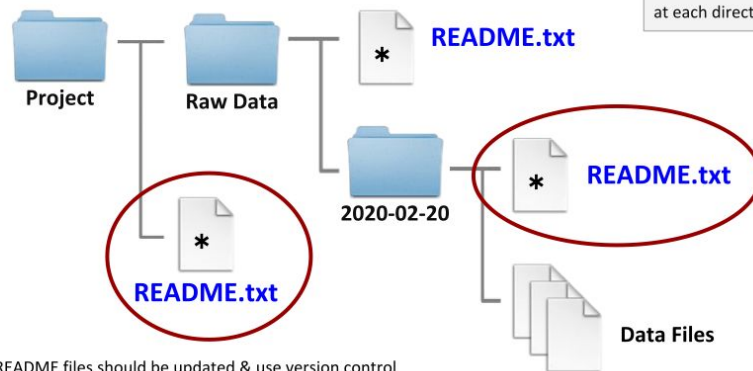 at each direct
README.txt
*
Project
Raw Data
README.txt
*
2020-02-20
*
README.txt
Data Files
README files should be updated & use version control